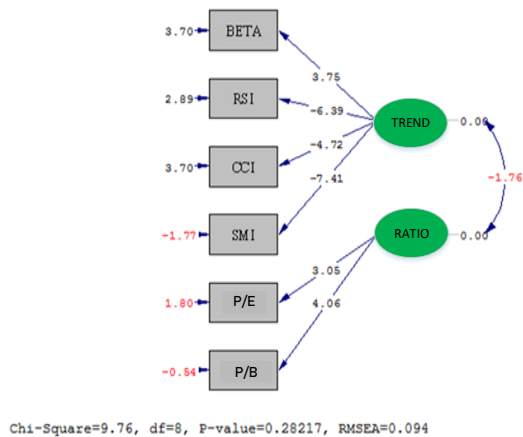 3.70 BETA
3.75
2.89 RSI
-6.39
TREND 0.00
-4.72
3.70 CCI
-7.41
-1.76
-1.77 SMI
RATIO 0.00
3.05
1.80 P/E
4.06
-0.54 P/B
Chi-Square=9.76, df=8, P-value=0.28217, RMSEA=0.094